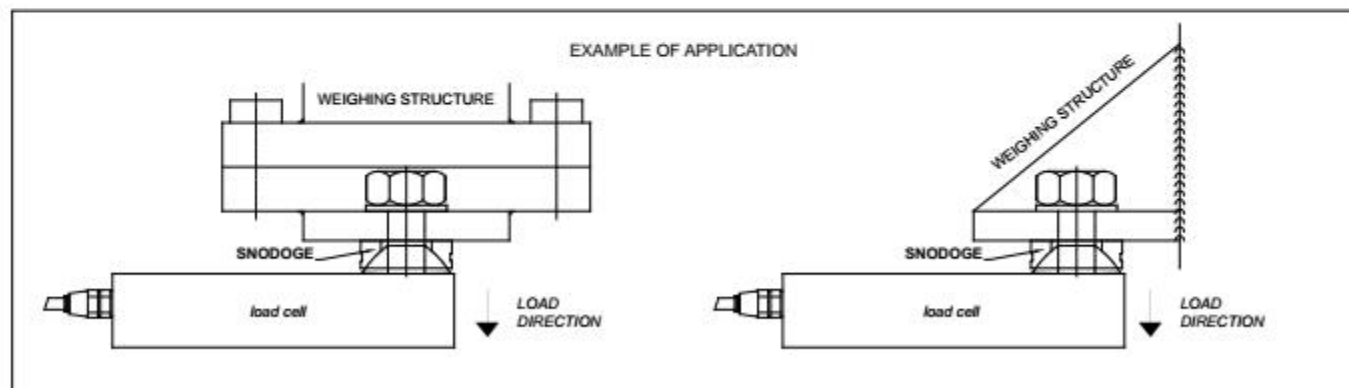 EXAMPLE OF APPLICATION
WEIGHING STRUCTURE
SNODOGE
load cell
LOAD
DIRECTION
WEIGHING STRUCTURE
SNODOGE
load cell
LOAD
DIRECTION